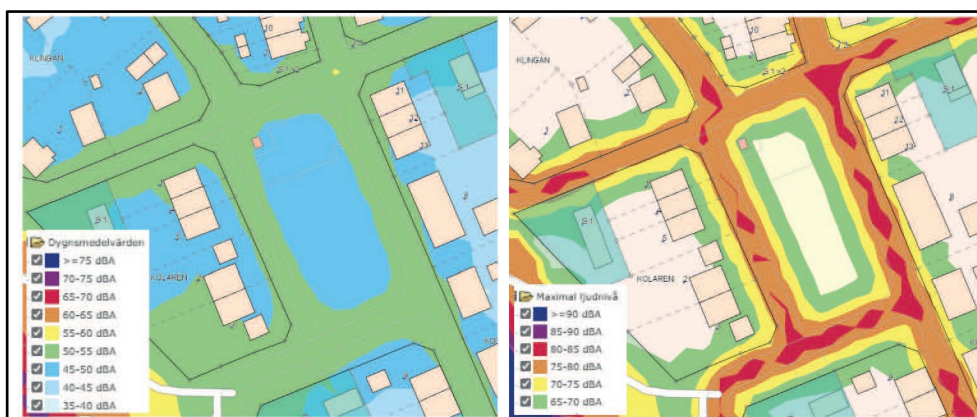 KLINGAN
KOLAREN
Dygnsmedelvärden
>=75 dBA
70-75 dBA
65-70 dBA
60-65 dBA
55-60 dBA
50-55 dBA
45-50 dBA
40-45 dBA
35-40 dBA
KLINGAN
KOLAREN
Maximal ljudnivå
>=90 dBA
85-90 dBA
80-85 dBA
75-80 dBA
70-75 dBA
65-70 dBA